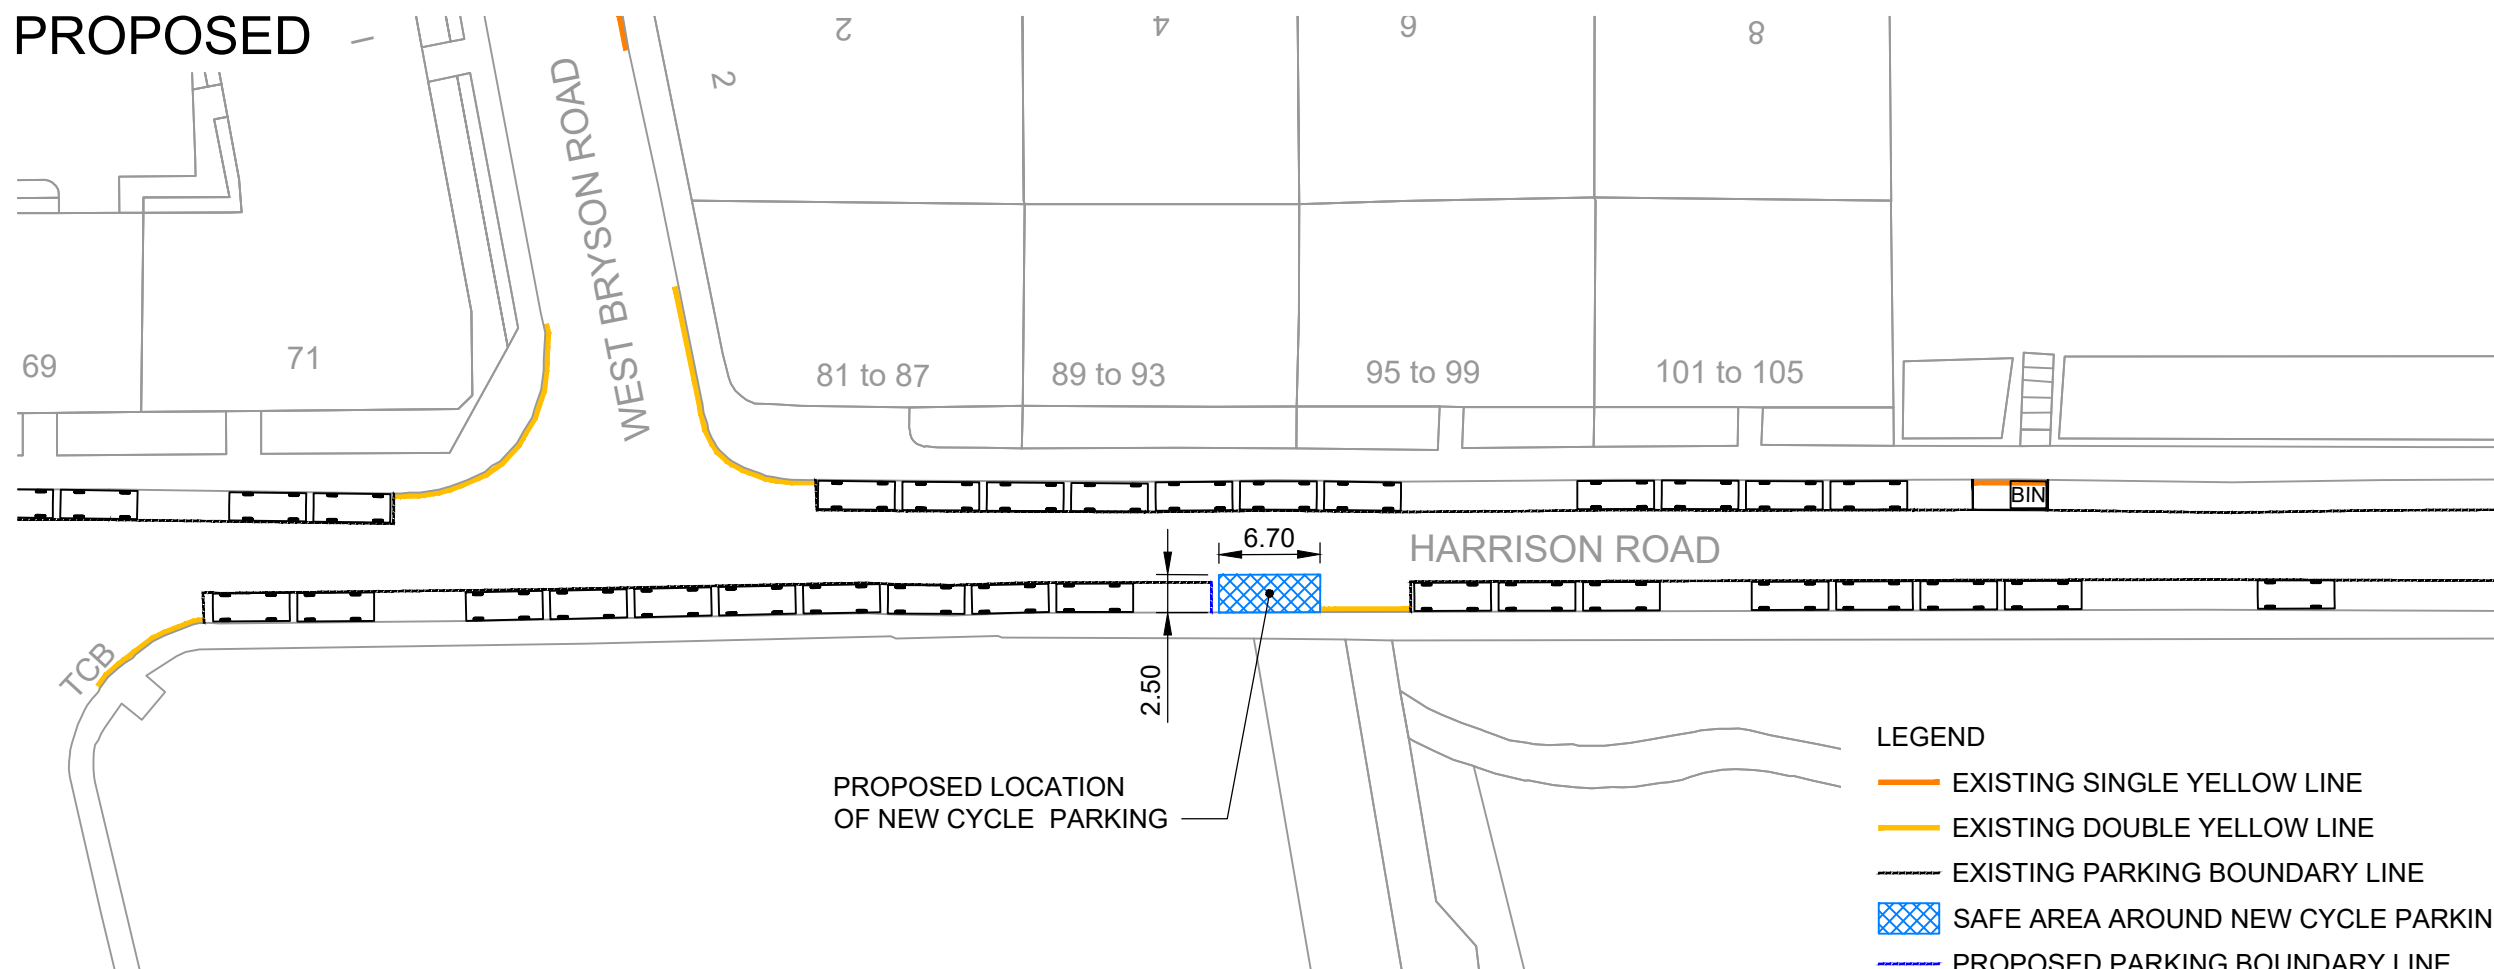 PROPOSED
1
2
4
6
8
2
WEST BRYSON ROAD
69
71
81 to 87
89 to 93
95 to 99
101 to 105
BIN
6.70
HARRISON ROAD
TCB
2.50
PROPOSED LOCATION
OF NEW CYCLE PARKING
LEGEND
EXISTING SINGLE YELLOW LINE
EXISTING DOUBLE YELLOW LINE
EXISTING PARKING BOUNDARY LINE
SAFE AREA AROUND NEW CYCLE PARKIN
PROPOSED PARKING BOUNDARY LINE